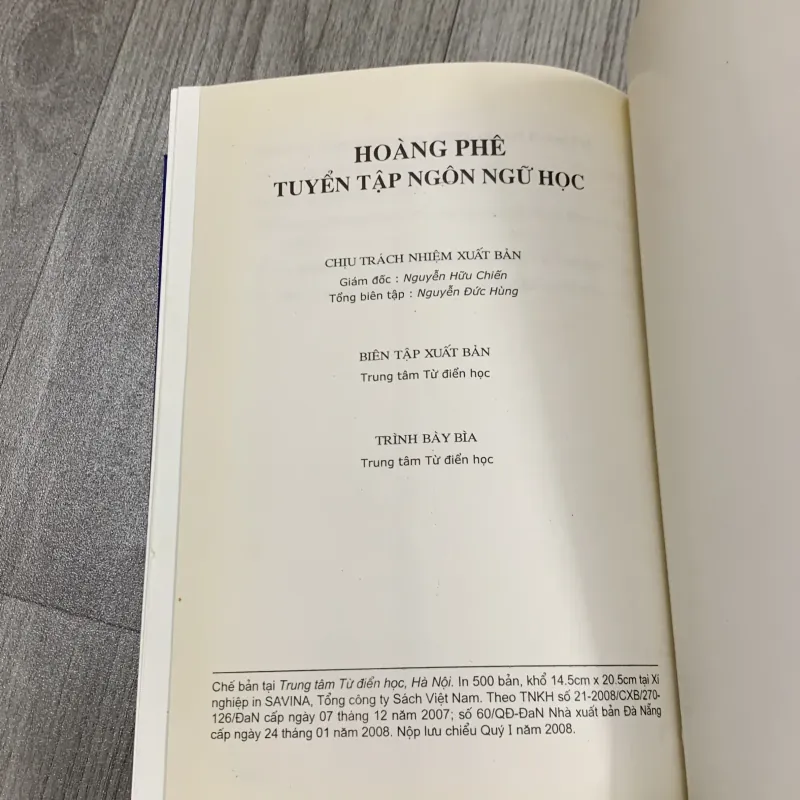 HOÀNG PHÊ
TUYỂN TẬP NGÔN NGỮ HỌC
CHỊU TRÁCH NHIỆM XUẤT BẢN
Giám đốc : Nguyễn Hữu Chiến
Tổng biên tập : Nguyễn Đức Hùng
BIÊN TẬP XUẤT BẢN
Trung tâm Từ điển học
TRÌNH BÀY BÌA
Trung tâm Từ điển học
Chế bản tại Trung tâm Từ điển học, Hà Nội. In 500 bản, khổ 14.5cm x 20.5cm tại Xí
nghiệp in SAVINA, Tổng công ty Sách Việt Nam. Theo TNKH số 21-2008/CXB/270-
126/ĐaN cấp ngày 07 tháng 12 năm 2007; số 60/QĐ-ĐaN Nhà xuất bản Đà Nẵng
cấp ngày 24 tháng 01 năm 2008. Nộp lưu chiểu Quý I năm 2008.